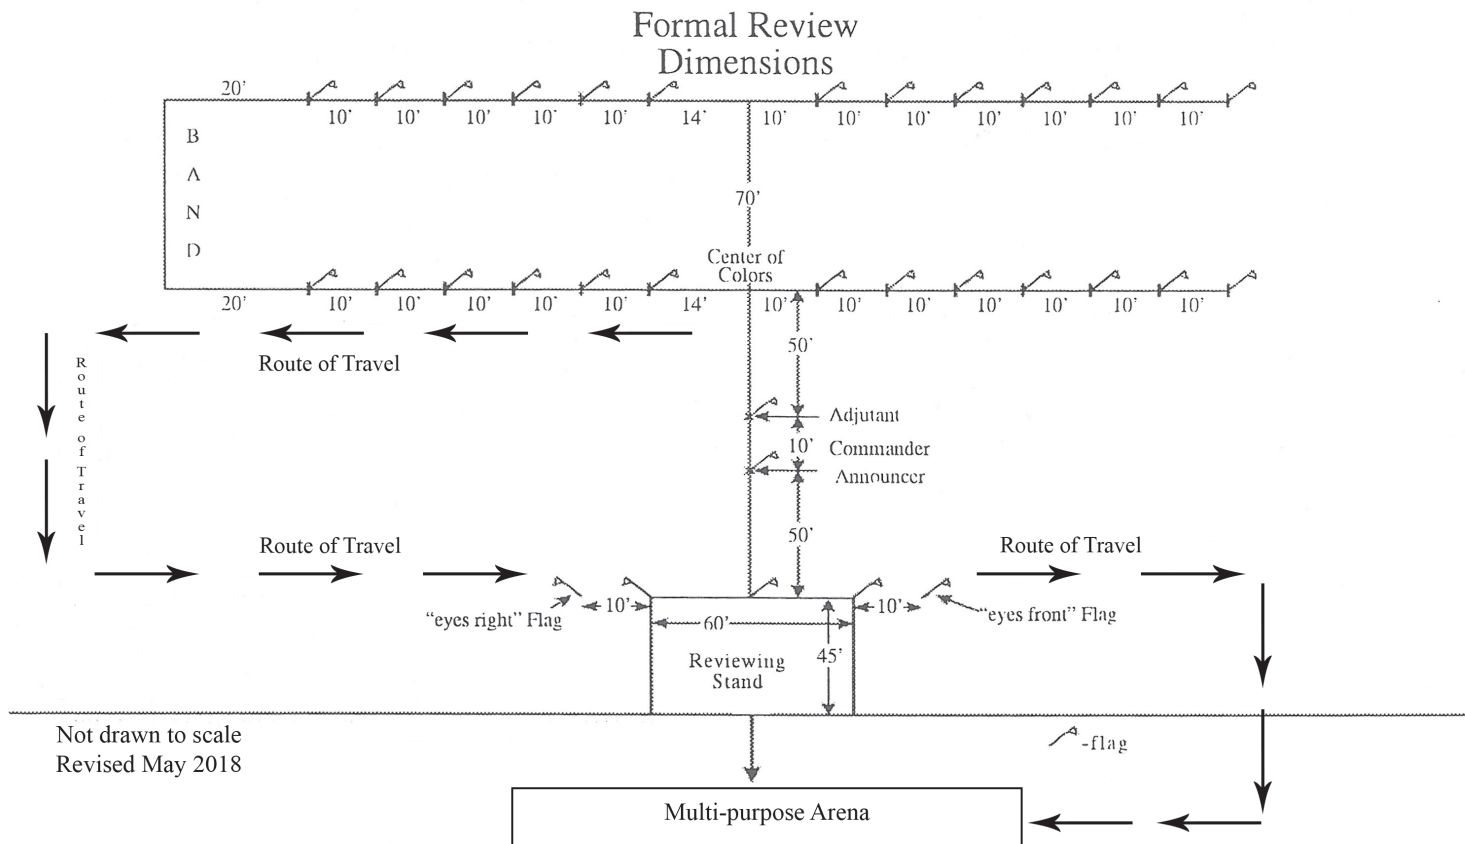 Formal Review
Dimensions
20'
10' 10' 10' 10' 10' 14' 10' 10' 10' 10' 10' 10' 10'
B
A
N
D
70'
Center of
Colors
20' 10' 10' 10' 10' 10' 14' 10' 10' 10' 10' 10' 10' 10'
50'
Route of Travel
Route of Travel
Adjutant
10' Commander
Announcer
50'
Route of Travel
Route of Travel
"eyes right" Flag
10'
10'
"eyes front" Flag
60'
45'
Reviewing
Stand
Not drawn to scale
Revised May 2018
-flag
Multi-purpose Arena